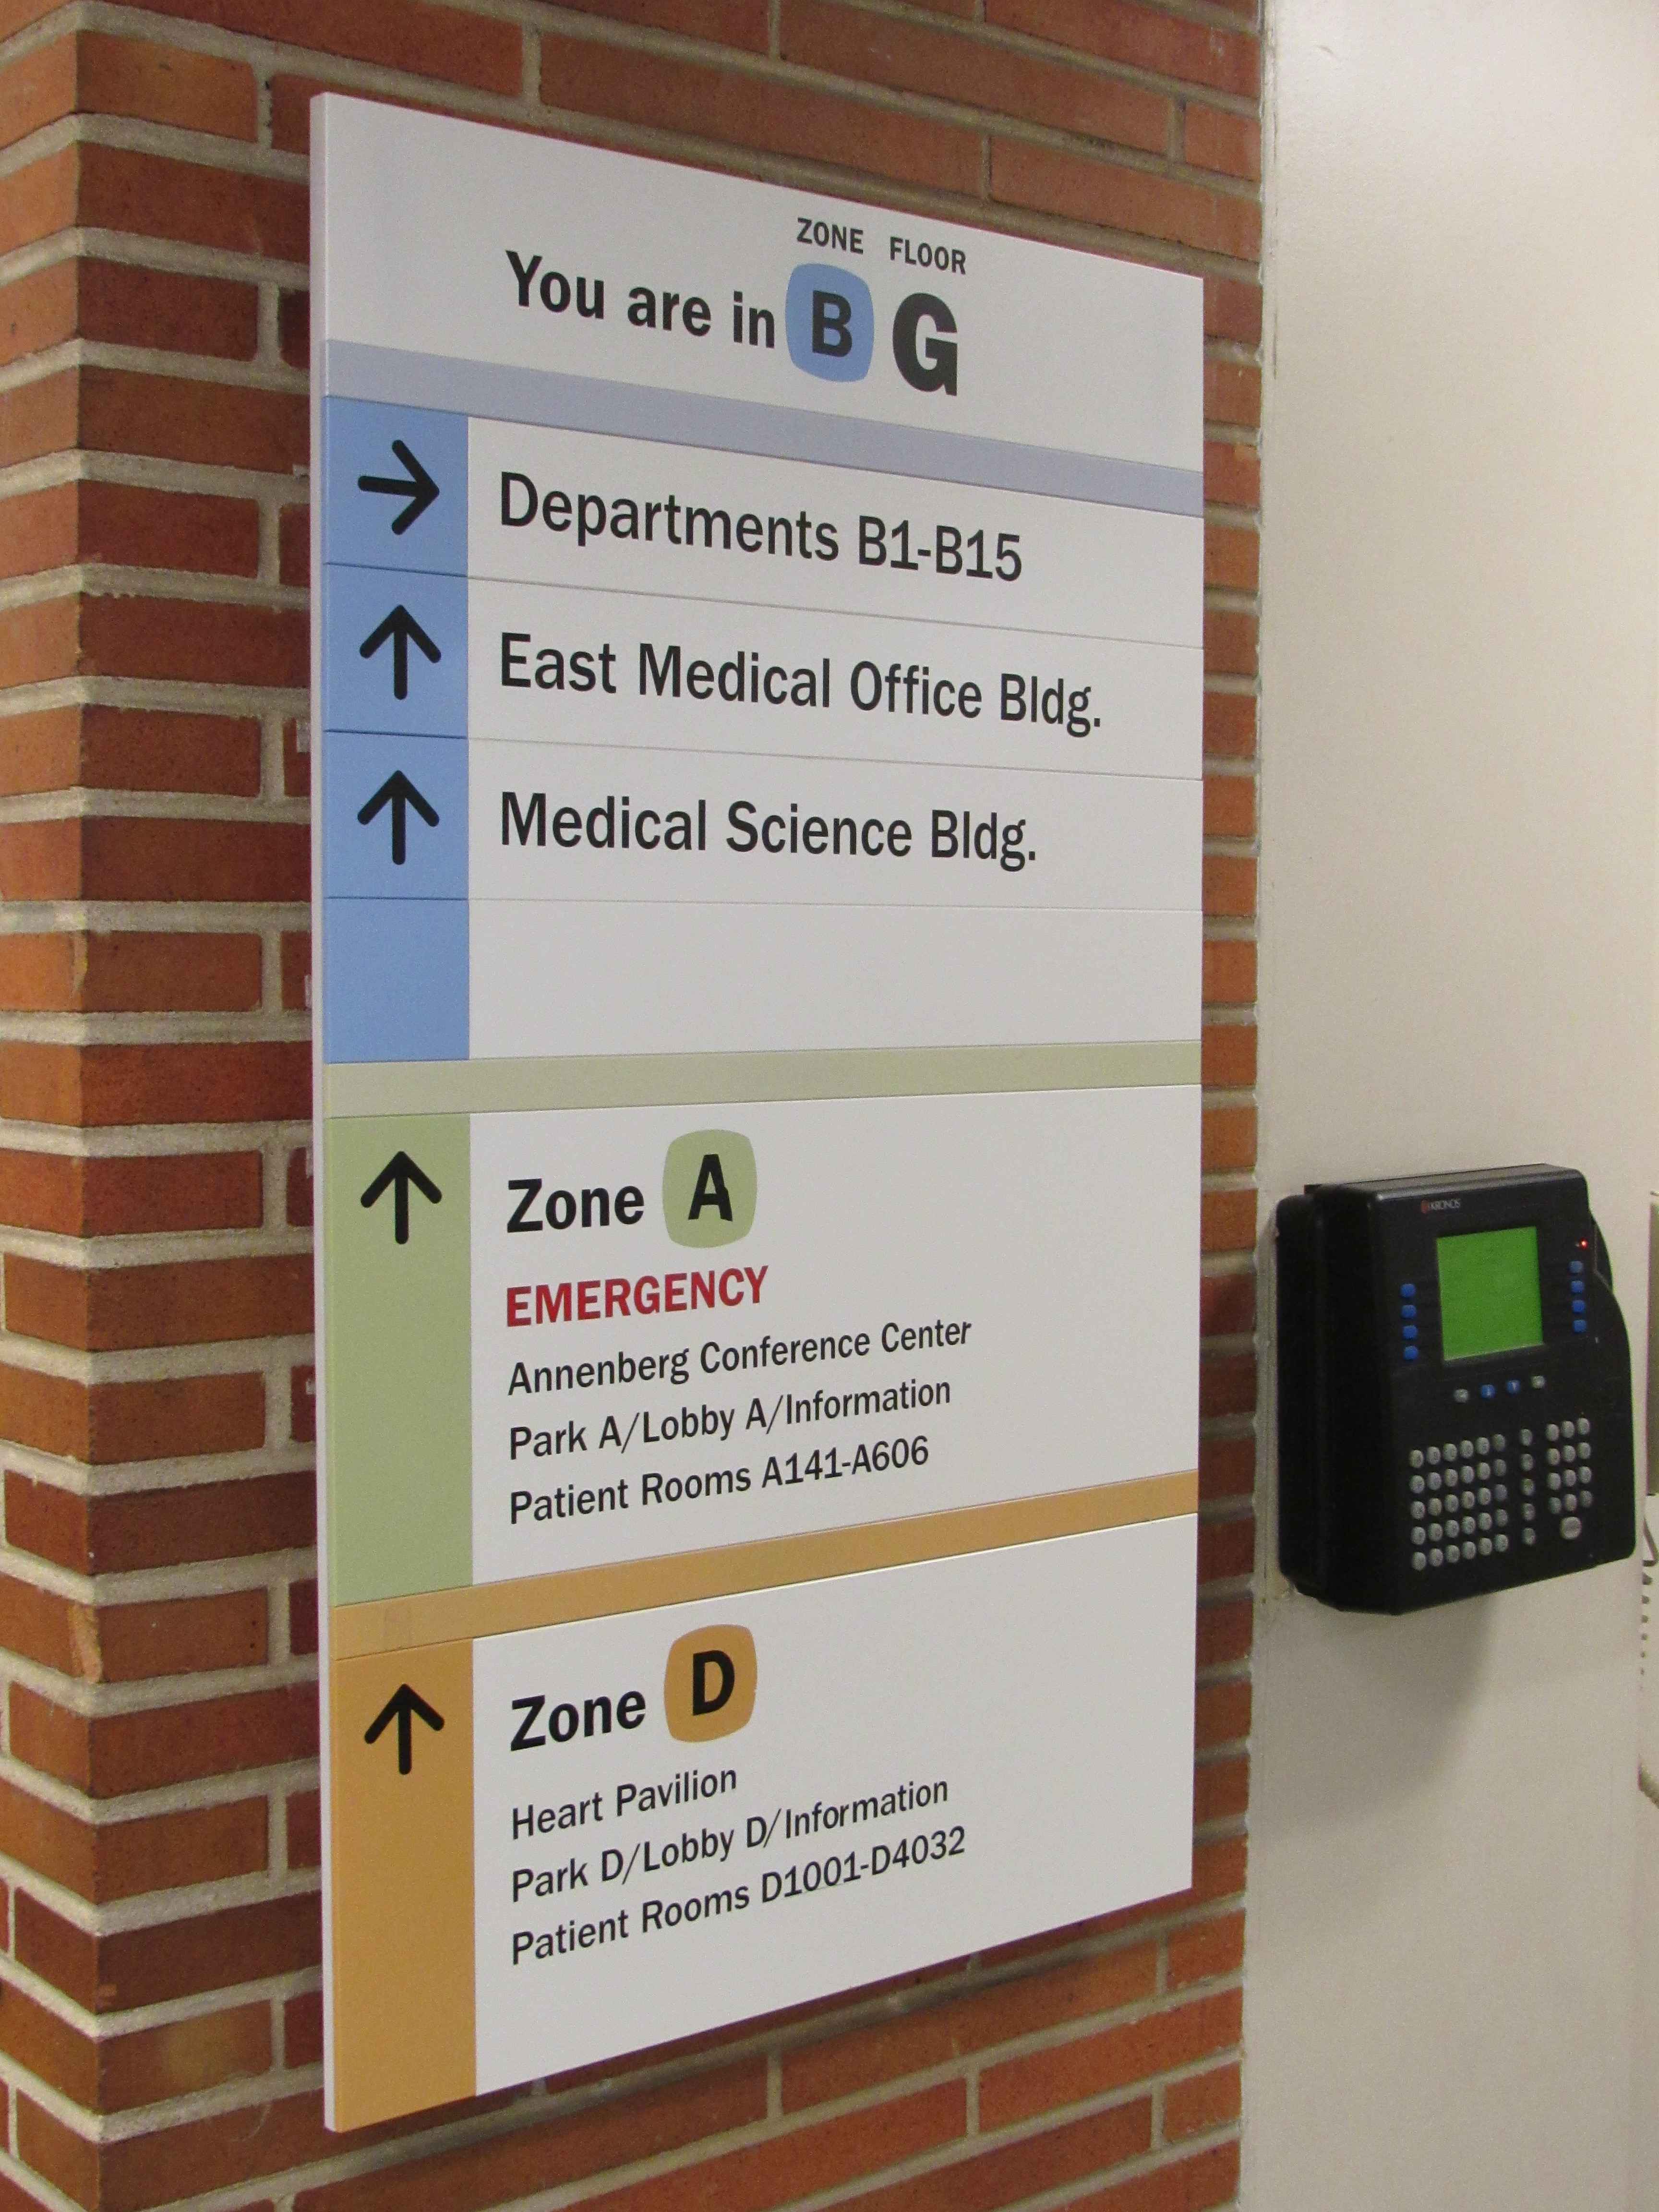 ZONE FLOOR
You are in B G
Departments B1-B15
East Medical Office Bldg.
Medical Science Bldg.
Zone A
EMERGENCY
Annenberg Conference Center
Park A/Lobby A/Information
Patient Rooms A141-A606
Zone D
Heart Pavilion
Park D/Lobby D/Information
Patient Rooms D1001-D4032
KRONOS